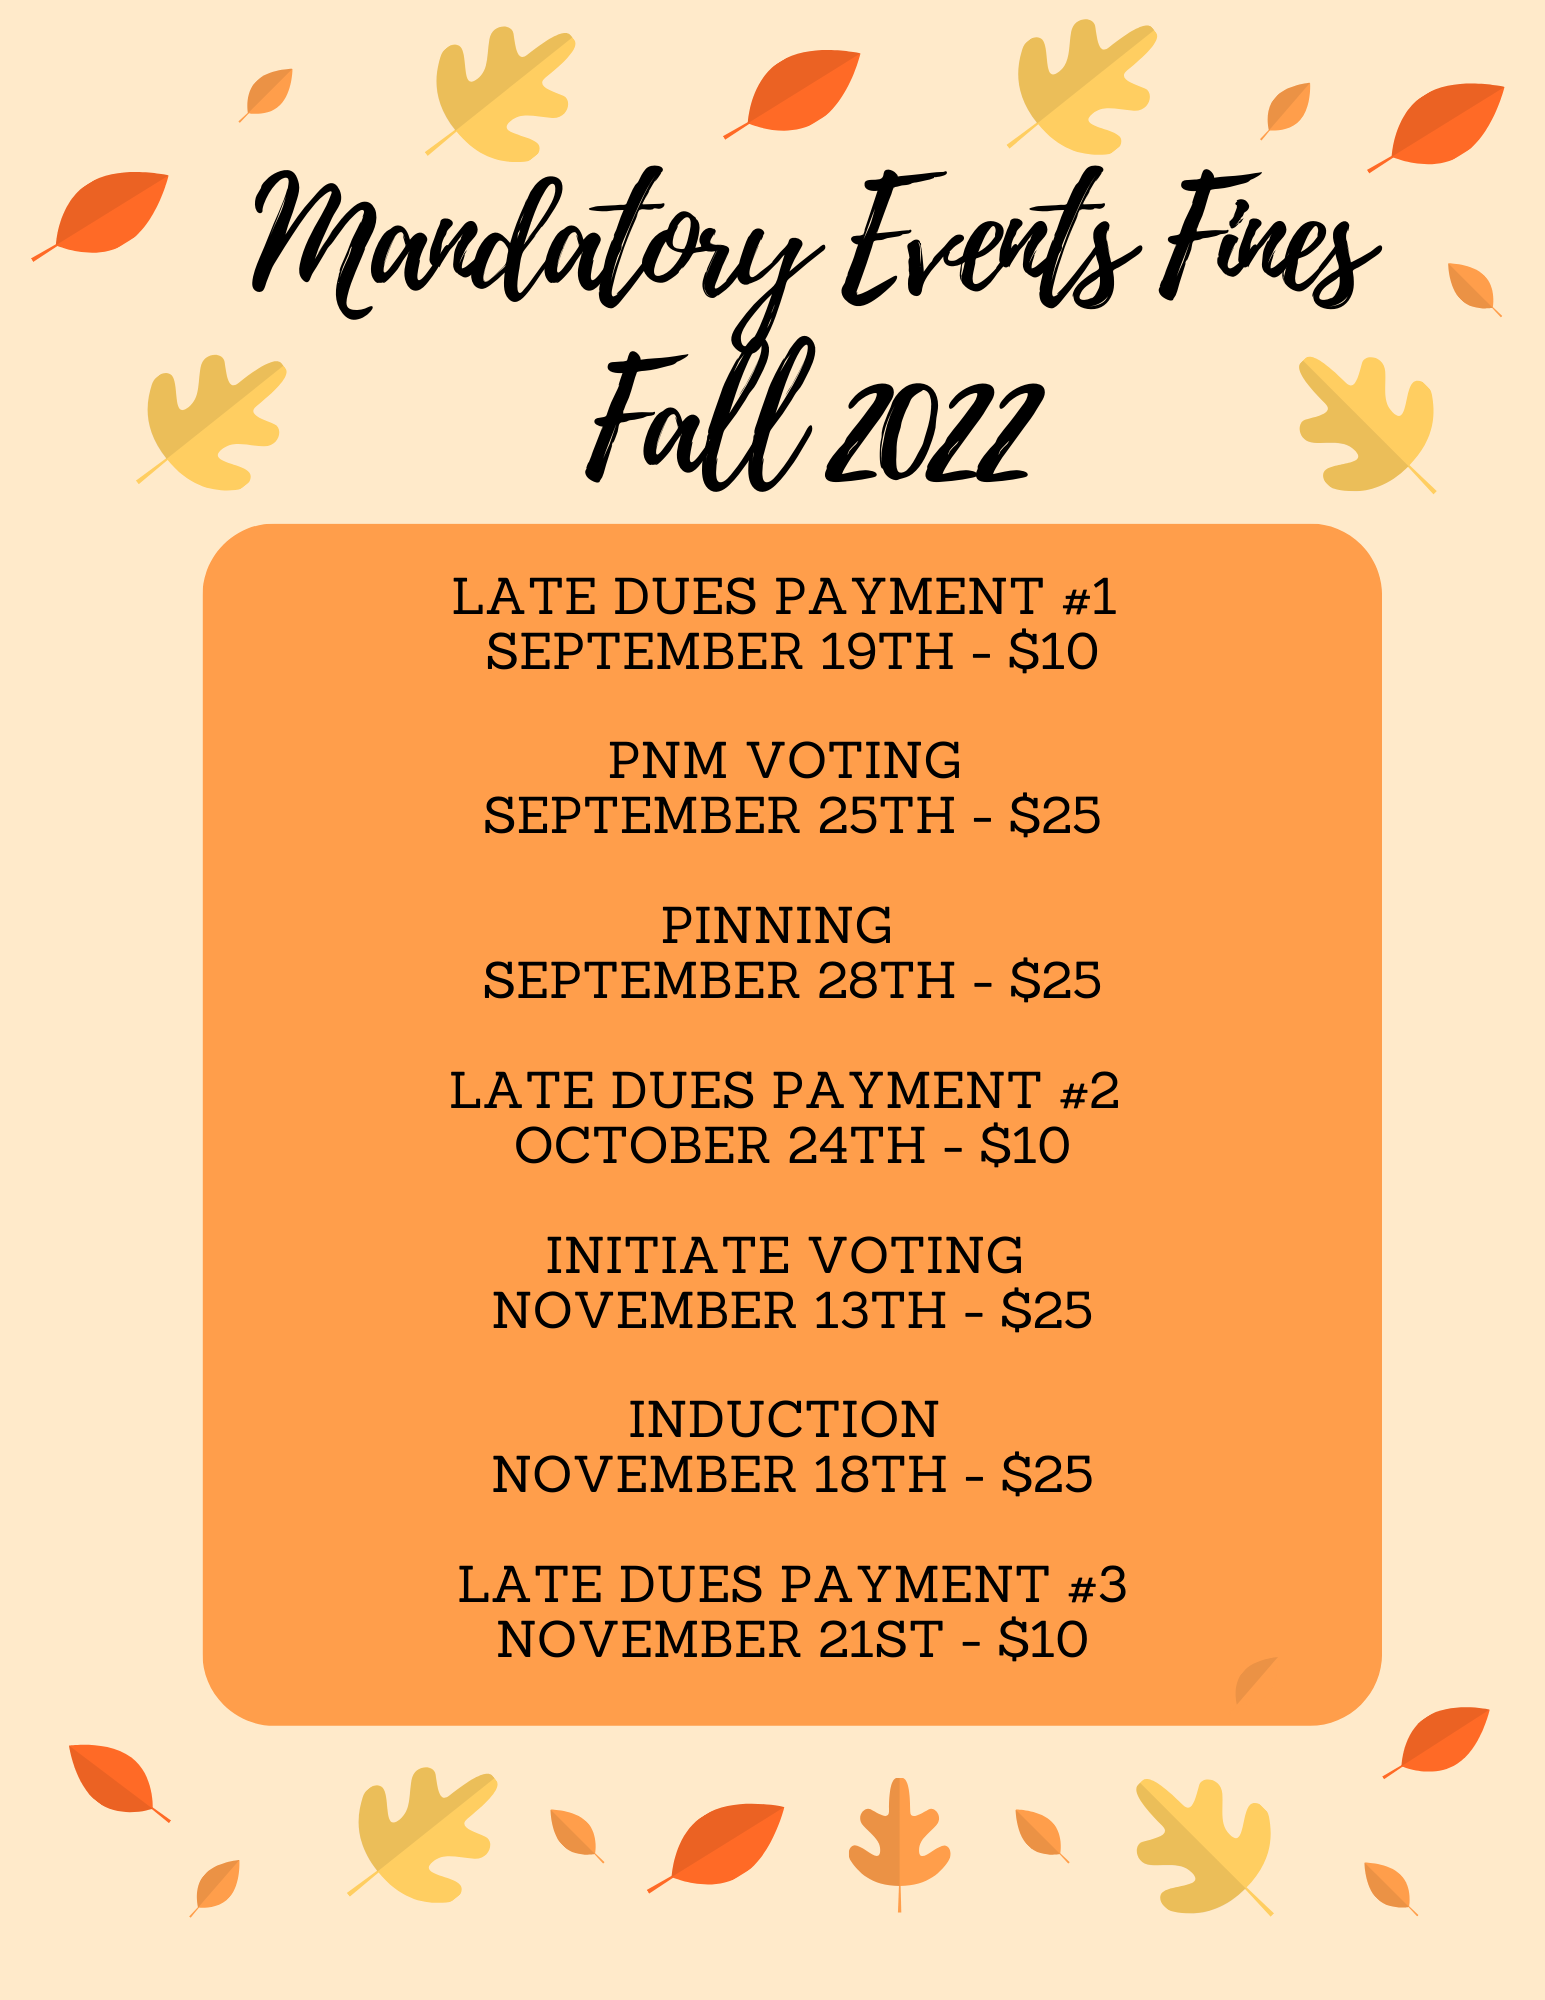 Mandatory Events Fines
Fall 2022
LATE DUES PAYMENT #1
SEPTEMBER 19TH - $10
PNM VOTING
SEPTEMBER 25TH - $25
PINNING
SEPTEMBER 28TH - $25
LATE DUES PAYMENT #2
OCTOBER 24TH - $10
INITIATE VOTING
NOVEMBER 13TH - $25
INDUCTION
NOVEMBER 18TH - $25
LATE DUES PAYMENT #3
NOVEMBER 21ST - $10